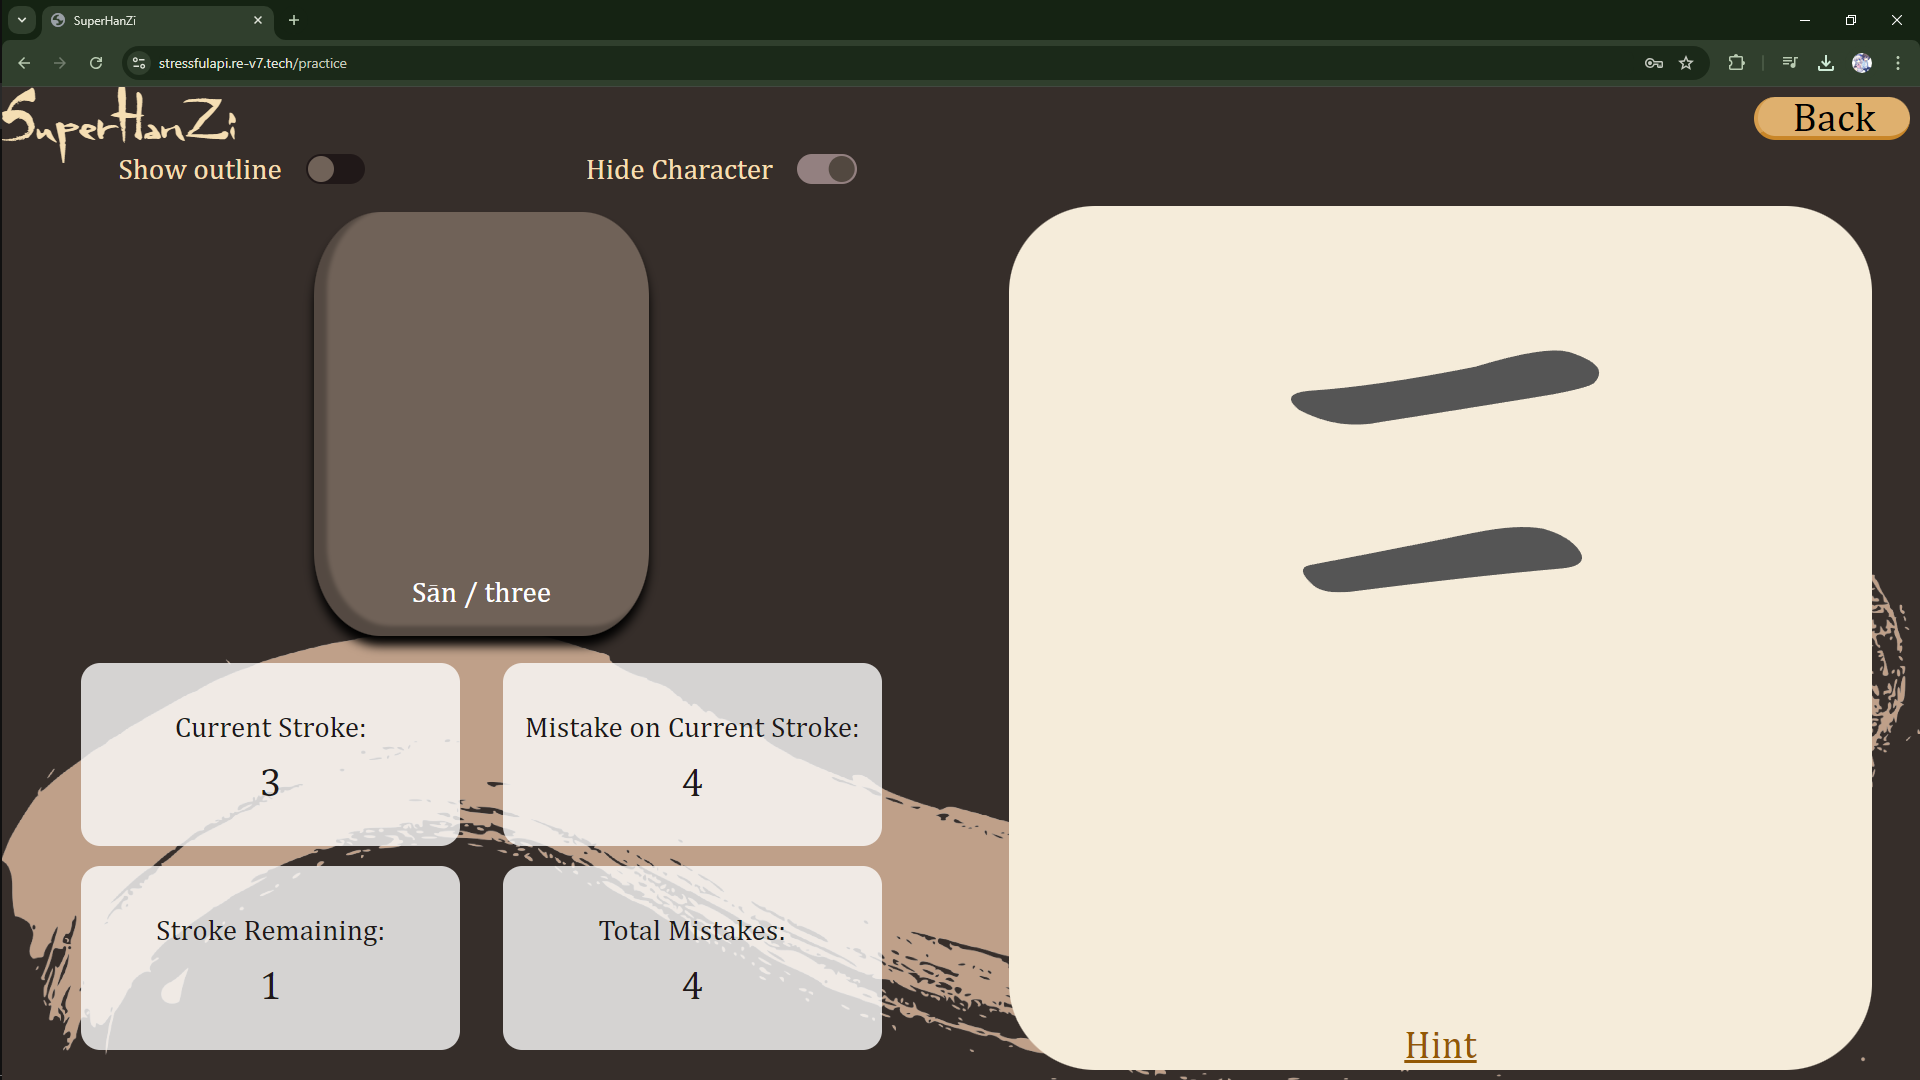 SuperHanZi
stressfulapi.re-v7.tech/practice
SuperHanZi
Back
Show outline
Hide Character
Sān / three
Current Stroke:
3
Mistake on Current Stroke:
4
Stroke Remaining:
1
Total Mistakes:
4
二
Hint